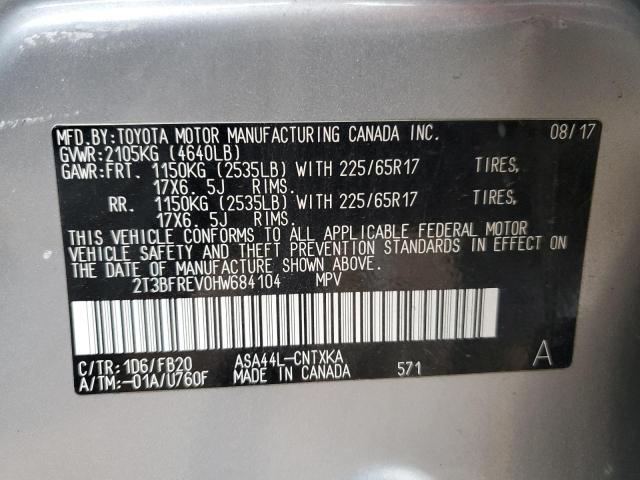 MFD.BY:TOYOTA MOTOR MANUFACTURING CANADA INC. 08/17
GVWR:2105KG (4640LB)
GAWR:FRT. 1150KG (2535LB) WITH 225/65R17 TIRES,
17X6. 5J RIMS.
RR. 1150KG (2535LB) WITH 225/65R17 TIRES,
17X6. 5J RIMS.
THIS VEHICLE CONFORMS TO ALL APPLICABLE FEDERAL MOTOR
VEHICLE SAFETY AND THEFT PREVENTION STANDARDS IN EFFECT ON
THE DATE OF MANUFACTURE SHOWN ABOVE.
2T3BFREV0HW684104 MPV
C/TR:1D6/FB20 ASA44L-CNTXKA
A/TM:-01A/U760F MADE IN CANADA 571 A